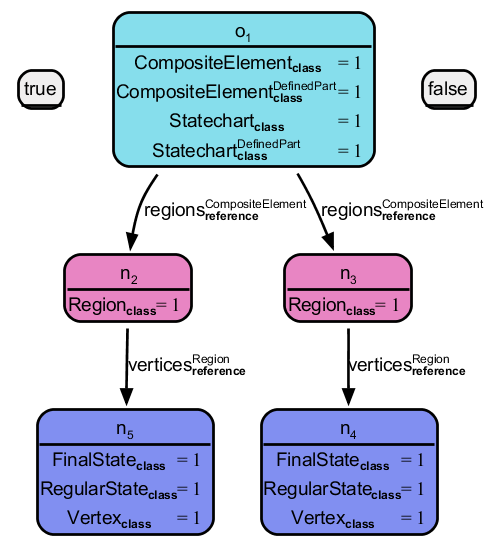 o1
CompositeElementclass = 1
CompositeElementDefinedPartclass = 1
Statechartclass = 1
StatechartDefinedPartclass = 1
true
false
regionsCompositeElementreference
regionsCompositeElementreference
n2
Regionclass = 1
n3
Regionclass = 1
verticesRegionreference
verticesRegionreference
n5
FinalStateclass = 1
RegularStateclass = 1
Vertexclass = 1
n4
FinalStateclass = 1
RegularStateclass = 1
Vertexclass = 1